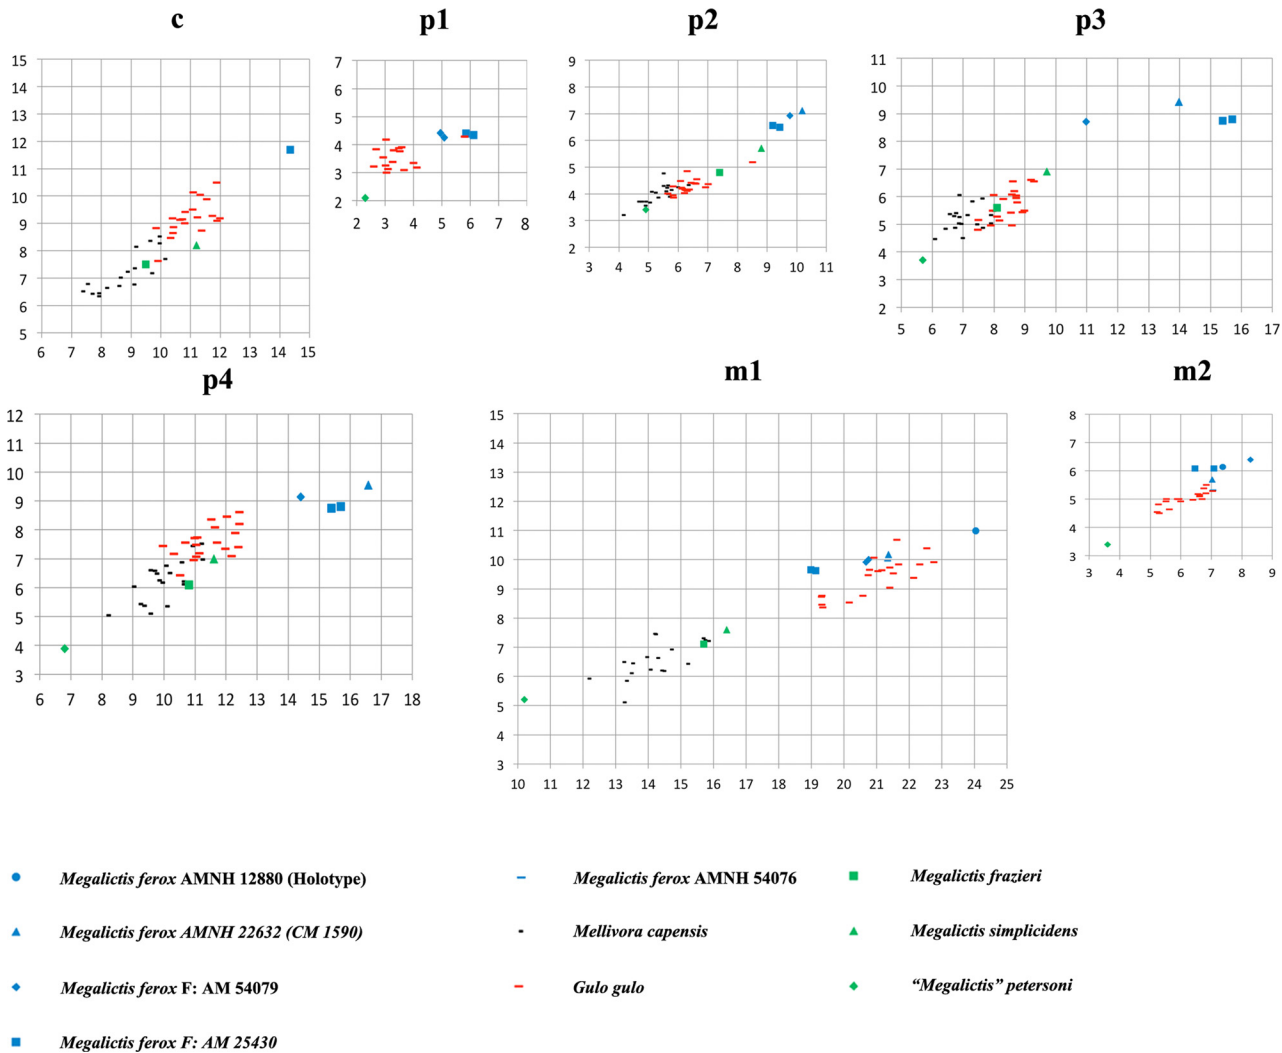 c
p1
p2
p3
15
14
13
12
11
10
9
8
7
6
5
6 7 8 9 10 11 12 13 14 15
7
6
5
4
3
2
2 3 4 5 6 7 8
9
8
7
6
5
4
3
2
3 4 5 6 7 8 9 10 11
11
10
9
8
7
6
5
4
3
2
5 6 7 8 9 10 11 12 13 14 15 16 17
p4
m1
m2
12
11
10
9
8
7
6
5
4
3
6 7 8 9 10 11 12 13 14 15 16 17 18
15
14
13
12
11
10
9
8
7
6
5
4
3
10 11 12 13 14 15 16 17 18 19 20 21 22 23 24 25
8
7
6
5
4
3
3 4 5 6 7 8 9
Megalictis ferox AMNH 12880 (Holotype)
Megalictis ferox AMNH 22632 (CM 1590)
Megalictis ferox F: AM 54079
Megalictis ferox F: AM 25430
Megalictis ferox AMNH 54076
Mellivora capensis
Gulo gulo
Megalictis frazieri
Megalictis simplicidens
“Megalictis” petersoni